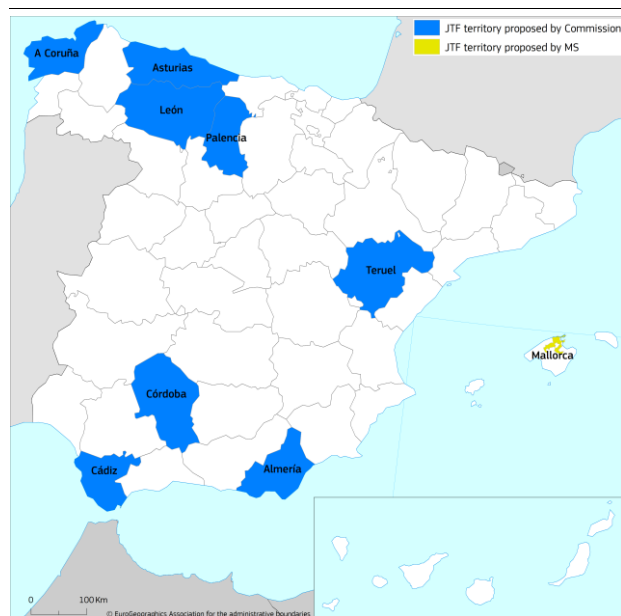 JTF territory proposed by Commission
JTF territory proposed by MS
A Coruña
Asturias
León
Palencia
Teruel
Mallorca
Córdoba
Cádiz
Almería
0 100 Km
© EuroGeographics Association for the administrative boundaries